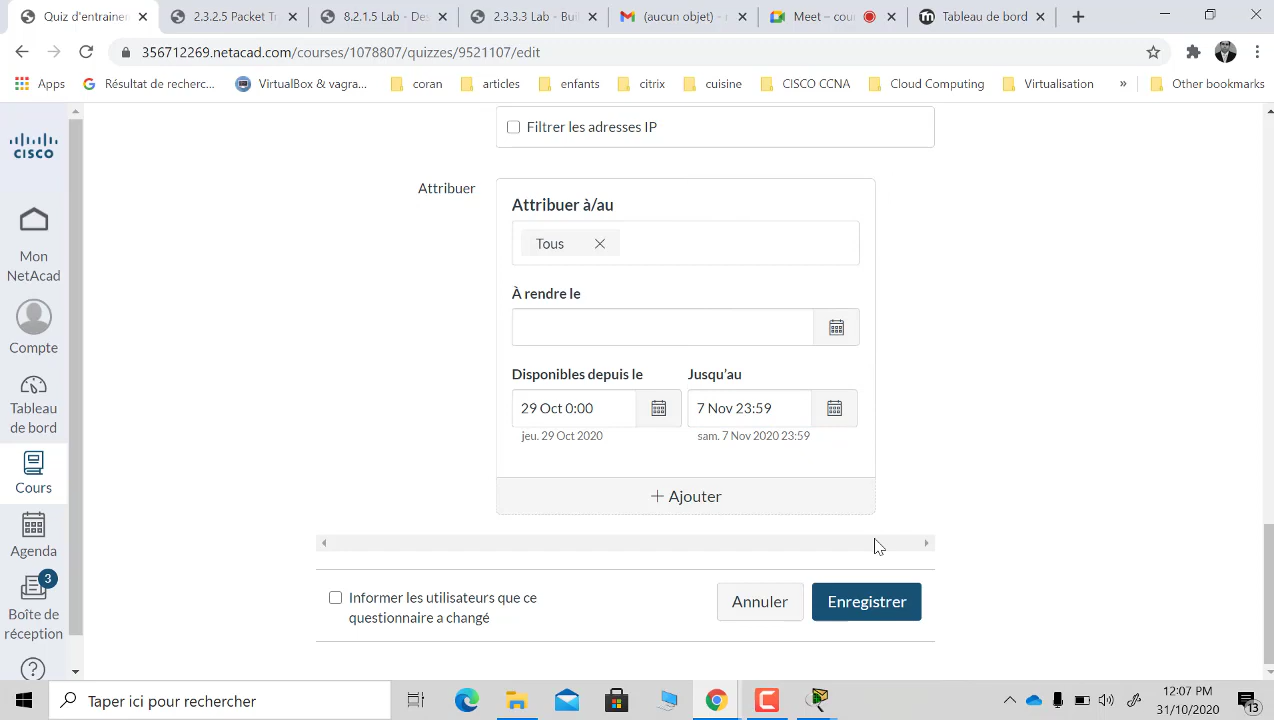 Quiz d'entrainer
2.3.2.5 Packet Tr
8.2.1.5 Lab - Des
2.3.3.3 Lab - Buil
(aucun objet) - r
Meet – cou
Tableau de bord
356712269.netacad.com/courses/1078807/quizzes/9521107/edit
Apps
Résultat de recherc...
VirtualBox & vagra...
coran
articles
enfants
citrix
cuisine
CISCO CCNA
Cloud Computing
Virtualisation
»
Other bookmarks
CISCO
Mon
NetAcad
Compte
Tableau
de bord
Cours
Agenda
3
Boîte de
réception
Filtrer les adresses IP
Attribuer
Attribuer à/au
Tous
À rendre le
Disponibles depuis le
Jusqu'au
29 Oct 0:00
7 Nov 23:59
jeu. 29 Oct 2020
sam. 7 Nov 2020 23:59
+ Ajouter
Informer les utilisateurs que ce
questionnaire a changé
Annuler
Enregistrer
Taper ici pour rechercher
12:07 PM
31/10/2020
13